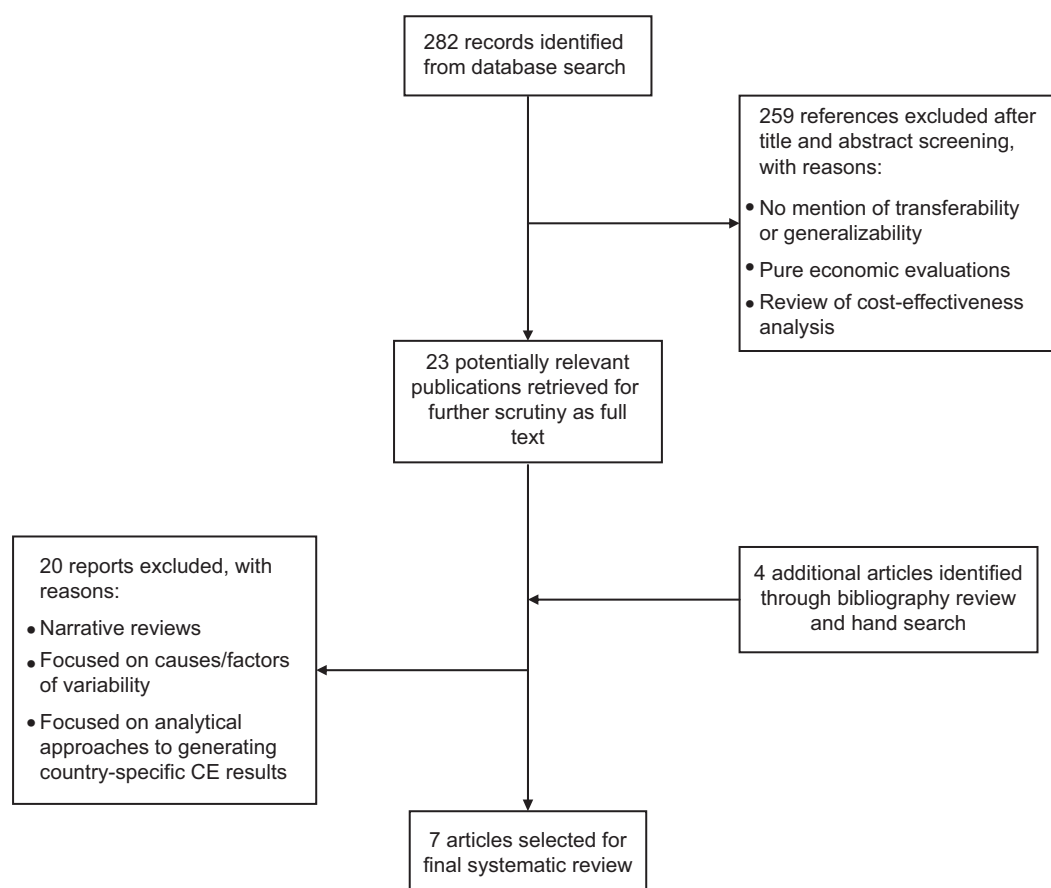 282 records identified
from database search
259 references excluded after
title and abstract screening,
with reasons:
• No mention of transferability
or generalizability
• Pure economic evaluations
• Review of cost-effectiveness
analysis
23 potentially relevant
publications retrieved for
further scrutiny as full
text
4 additional articles identified
through bibliography review
and hand search
20 reports excluded, with
reasons:
• Narrative reviews
• Focused on causes/factors
of variability
• Focused on analytical
approaches to generating
country-specific CE results
7 articles selected for
final systematic review